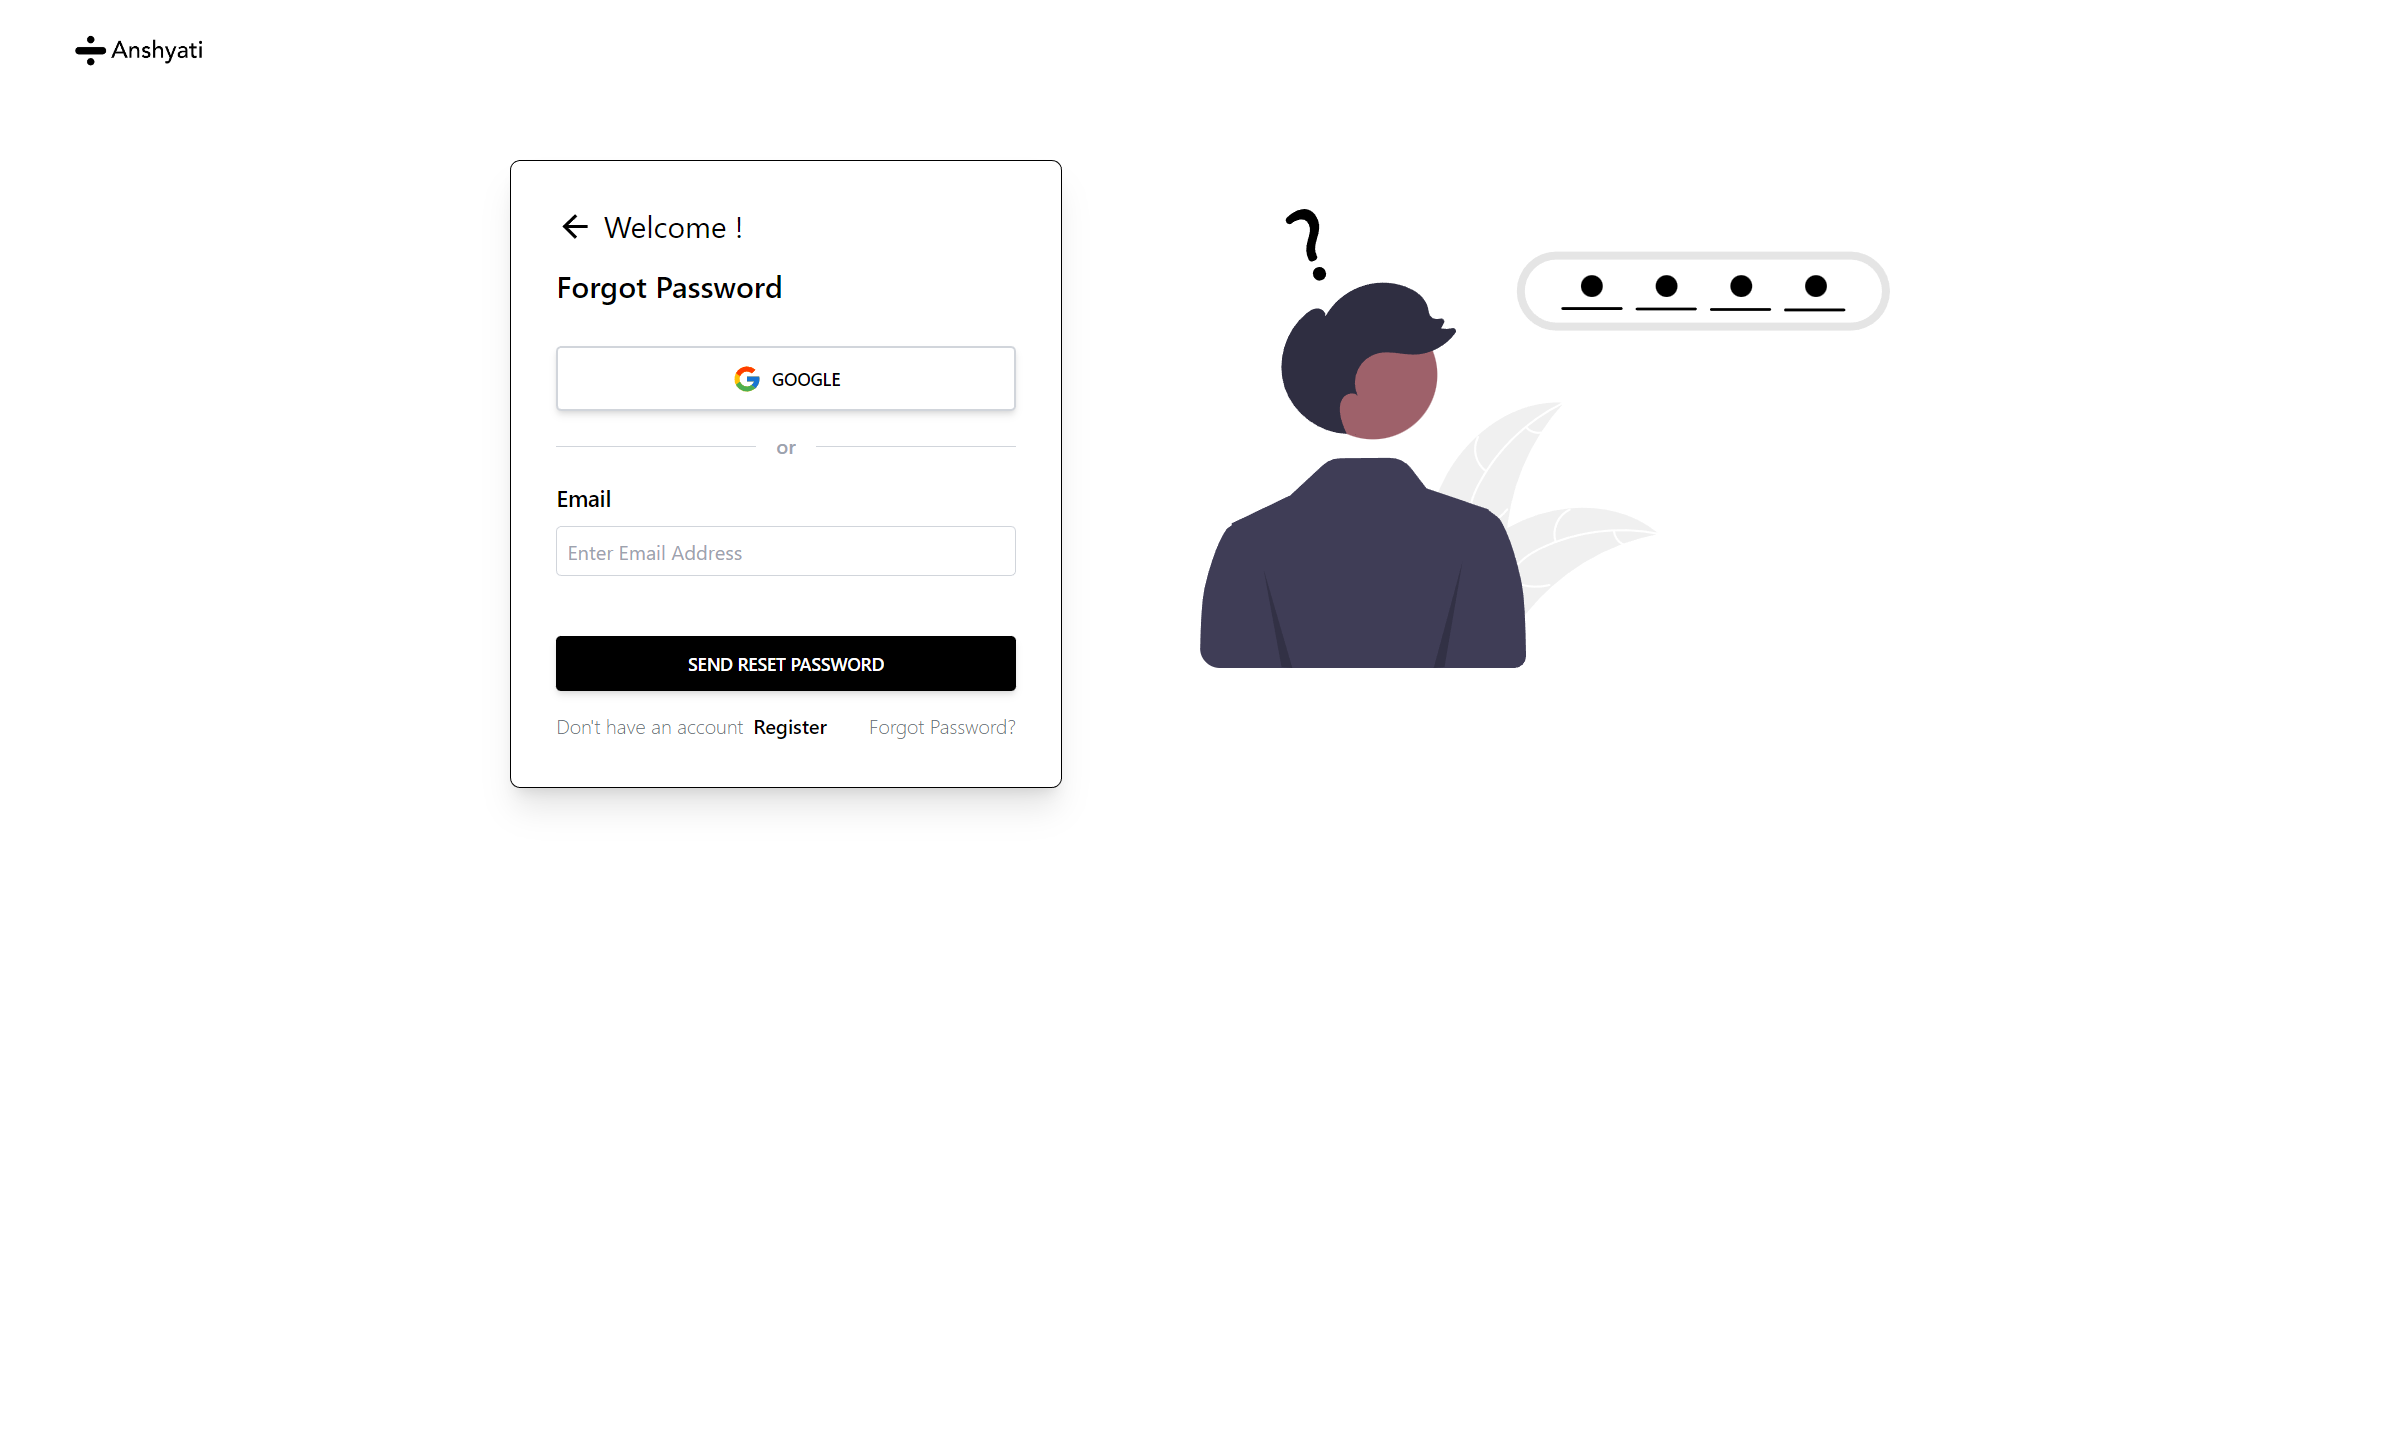 Anshyati
Welcome !
Forgot Password
GOOGLE
or
Email
Enter Email Address
SEND RESET PASSWORD
Don't have an account Register Forgot Password?